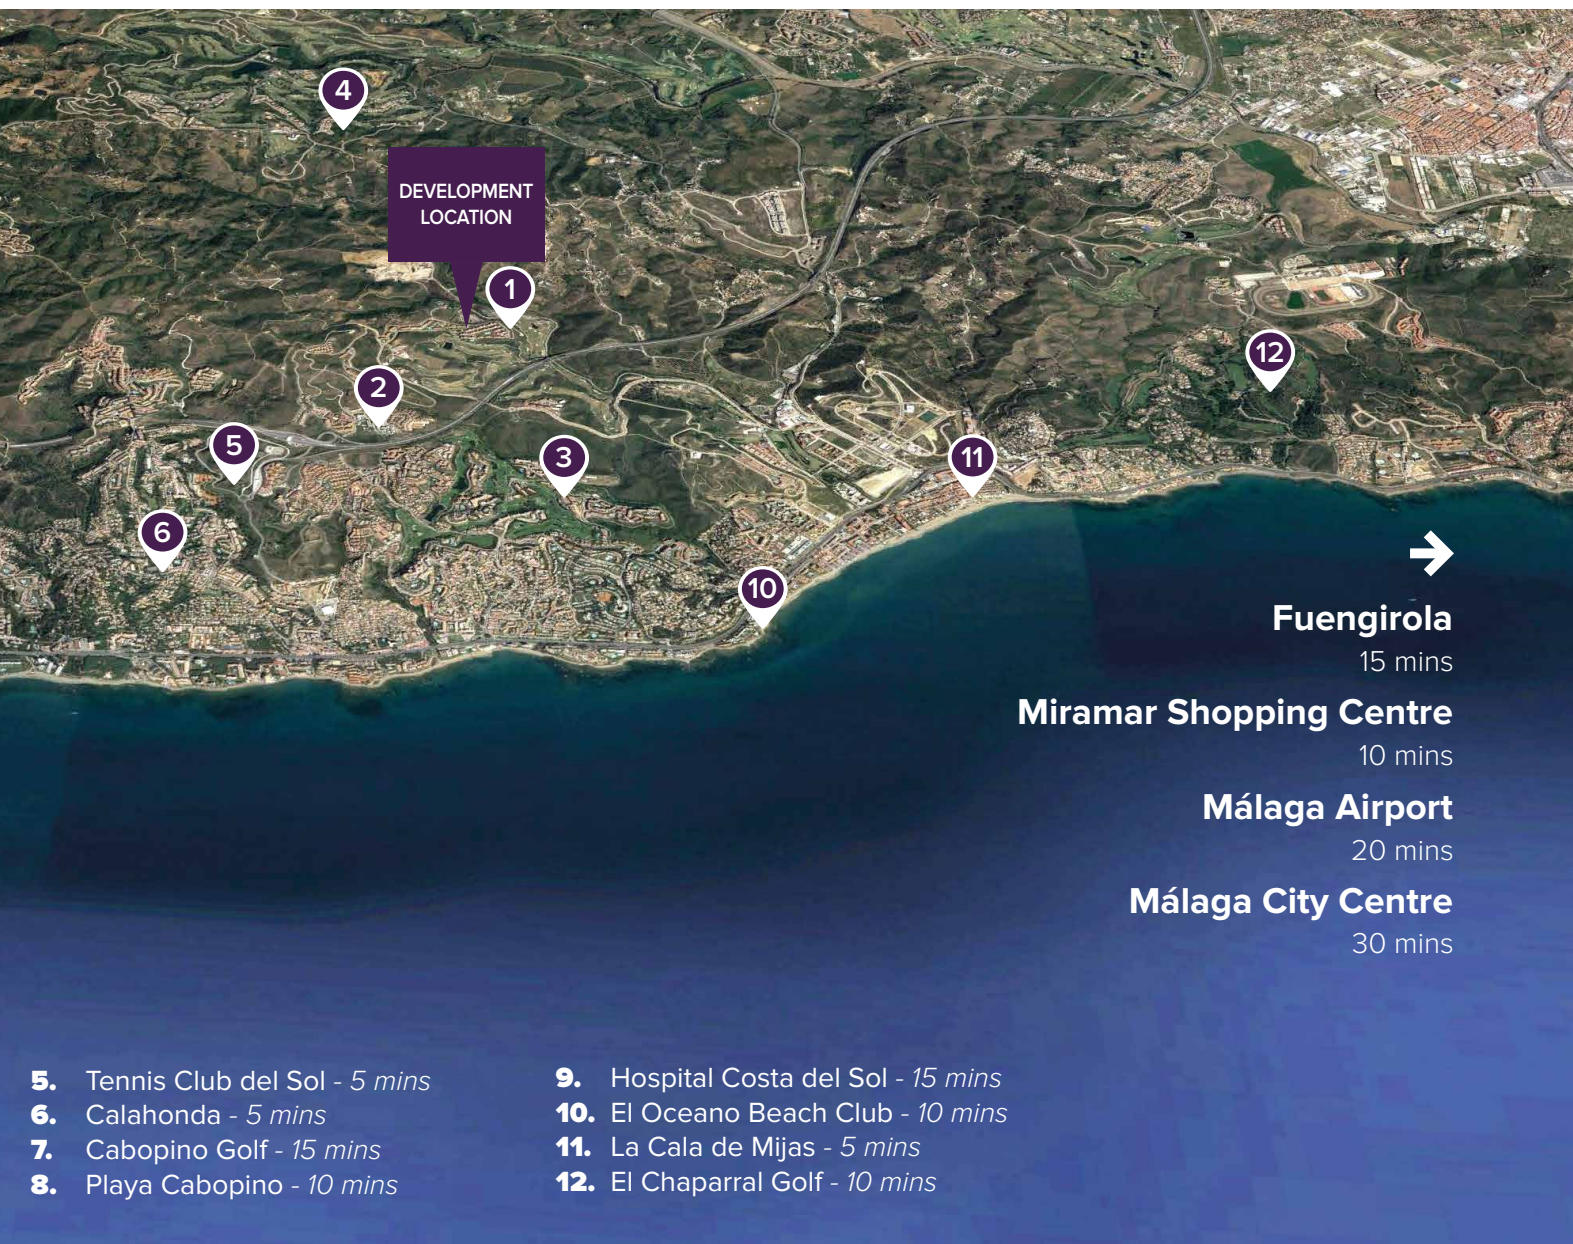 4
DEVELOPMENT
LOCATION
1
12
2
5
3
11
6
10
→
Fuengirola
15 mins
Miramar Shopping Centre
10 mins
Málaga Airport
20 mins
Málaga City Centre
30 mins
5. Tennis Club del Sol - 5 mins
6. Calahonda - 5 mins
7. Cabopino Golf - 15 mins
8. Playa Cabopino - 10 mins
9. Hospital Costa del Sol - 15 mins
10. El Oceano Beach Club - 10 mins
11. La Cala de Mijas - 5 mins
12. El Chaparral Golf - 10 mins